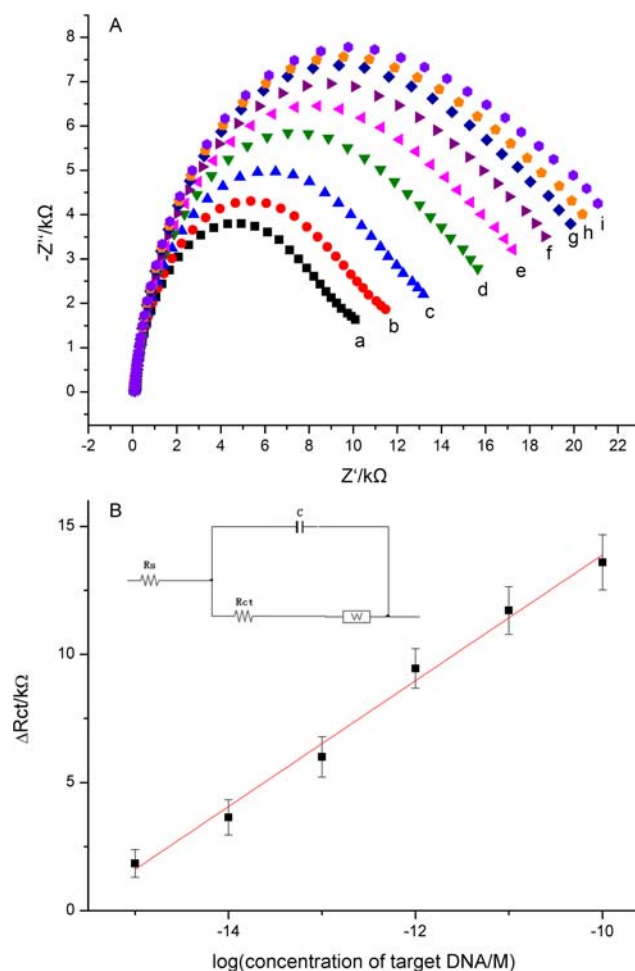 A
8
7
6
5
4
3
2
1
0
-Z''/kΩ
a
b
c
d
e
f
g
h
i
-2 0 2 4 6 8 10 12 14 16 18 20 22
Z'/kΩ
B
C
Rs
Rct
W
15
10
5
0
ΔRct/kΩ
-14 -12 -10
log(concentration of target DNA/M)